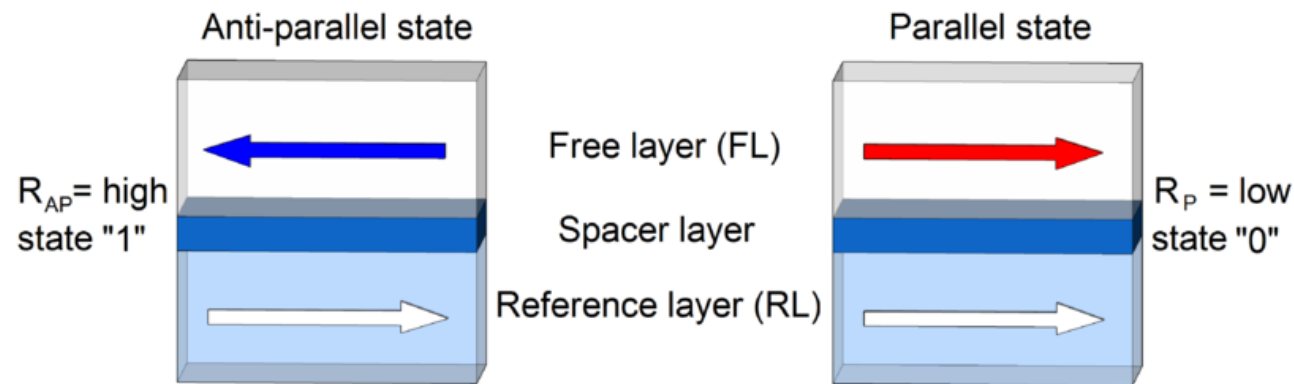 Anti-parallel state
Parallel state
Free layer (FL)
R_AP= high
state "1"
Spacer layer
R_P = low
state "0"
Reference layer (RL)